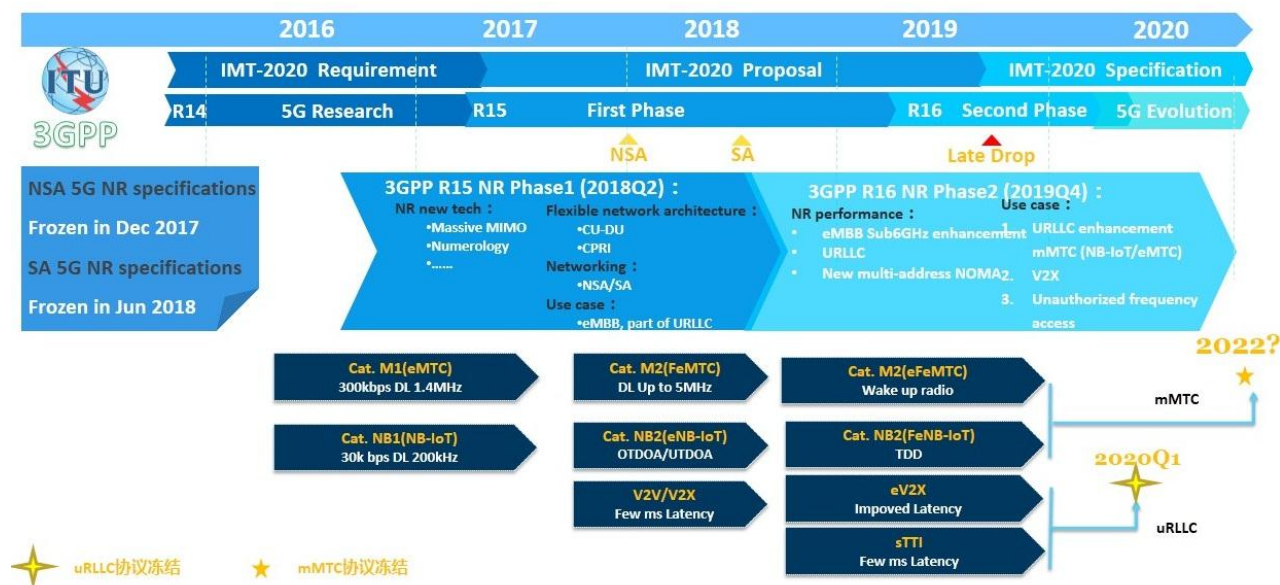 2016 2017 2018 2019 2020
ITU
3GPP
IMT-2020 Requirement IMT-2020 Proposal IMT-2020 Specification
R14 5G Research R15 First Phase R16 Second Phase 5G Evolution
NSA SA Late Drop
NSA 5G NR specifications
Frozen in Dec 2017
SA 5G NR specifications
Frozen in Jun 2018
3GPP R15 NR Phase1 (2018Q2)：
NR new tech：
•Massive MIMO
•Numerology
•......
Flexible network architecture：
•CU-DU
•CPRI
Networking：
•NSA/SA
Use case：
•eMBB, part of URLLC
3GPP R16 NR Phase2 (2019Q4)：
NR performance：
• eMBB Sub6GHz enhancement
• URLLC
• New multi-address NOMA
Use case：
1. URLLC enhancement
mMTC (NB-IoT/eMTC)
2. V2X
3. Unauthorized frequency
access
Cat. M1(eMTC)
300kbps DL 1.4MHz
Cat. M2(FeMTC)
DL Up to 5MHz
Cat. M2(eFeMTC)
Wake up radio
2022?
mMTC
Cat. NB1(NB-IoT)
30k bps DL 200kHz
Cat. NB2(eNB-IoT)
OTDOA/UTDOA
Cat. NB2(FeNB-IoT)
TDD
2020Q1
V2V/V2X
Few ms Latency
eV2X
Impoved Latency
uRLLC
sTTI
Few ms Latency
uRLLC协议冻结 mMTC协议冻结